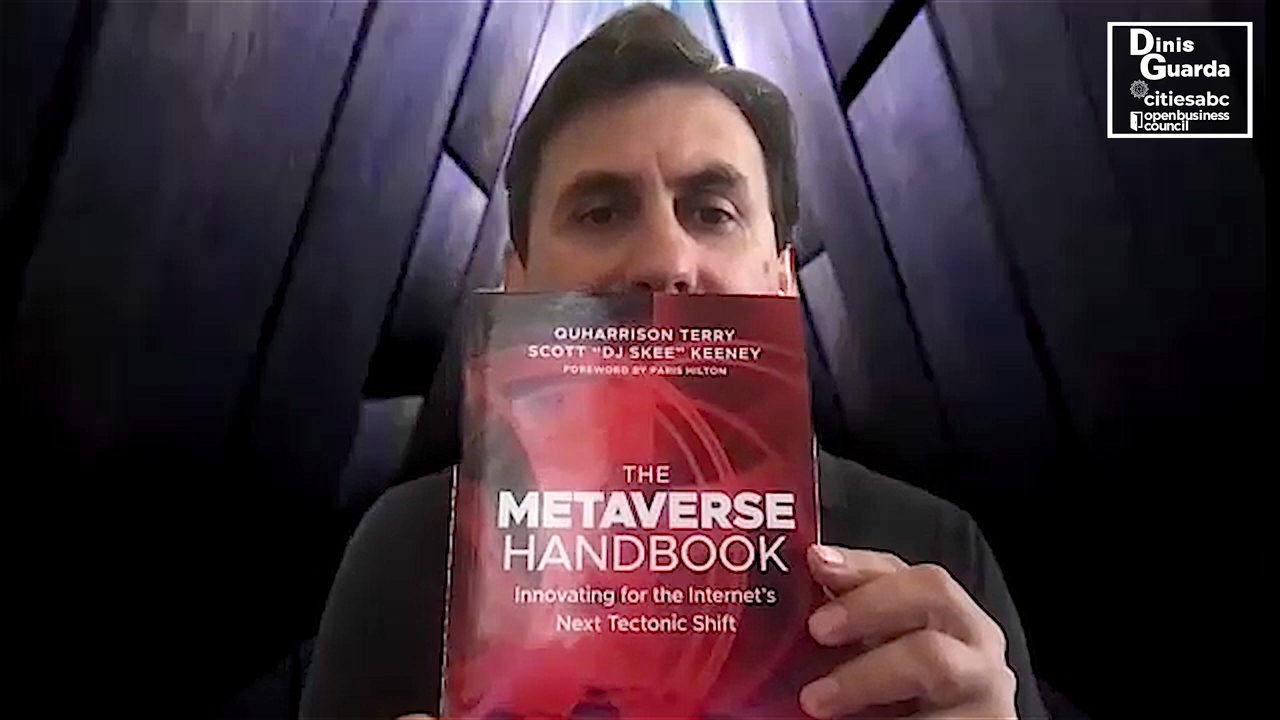 Dinis
Guarda
citiesabc
openbusiness
council
QUHARRISON TERRY
SCOTT "DJ SKEE" KEENEY
FOREWORD BY PARIS HILTON
THE
METAVERSE
HANDBOOK
Innovating for the Internet's
Next Tectonic Shift